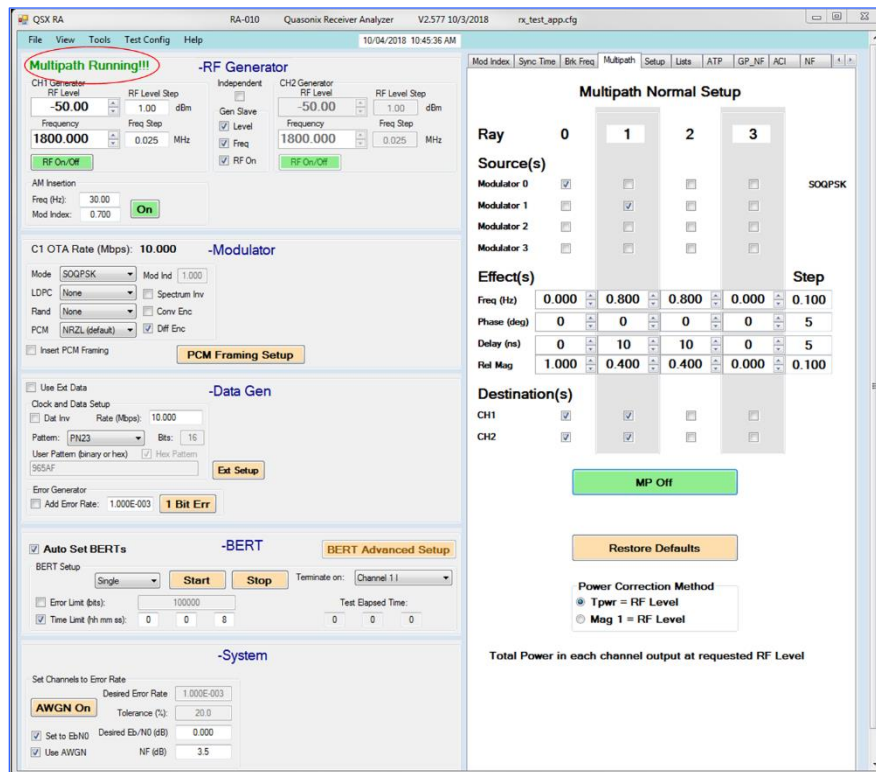 QSX RA RA-010 Quasonix Receiver Analyzer V2.577 10/3/2018 rx_test_app.cfg
File View Tools Test Config Help 10/04/2018 10:45:36 AM
Multipath Running!!! -RF Generator
CH1 Generator Independent CH2 Generator
RF Level RF Level Step RF Level RF Level Step
-50.00 1.00 dBm Gen Slave -50.00 1.00 dBm
Frequency Freq Step Level Frequency Freq Step
1800.000 0.025 MHz Freq 1800.000 0.025 MHz
RF On/Off RF On RF On/Off
AM Insertion
Freq (Hz): 30.00
Mod Index: 0.700 On
C1 OTA Rate (Mbps): 10.000 -Modulator
Mode SOQPSK Mod Ind 1.000
LDPC None Spectrum Inv
Rand None Conv Enc
PCM NRZL (default) Diff Enc
Insert PCM Framing PCM Framing Setup
Use Ext Data -Data Gen
Clock and Data Setup
Dat Inv Rate (Mbps): 10.000
Pattern: PN23 Bits: 16
User Pattern (binary or hex) Hex Pattern
965AF Ext Setup
Error Generator
Add Error Rate: 1.000E-003 1 Bit Err
Auto Set BERTs -BERT BERT Advanced Setup
BERT Setup
Single Start Stop Terminate on: Channel 1 I
Error Limit (bits): 100000 Test Elapsed Time:
Time Limit (hh mm ss): 0 0 8 0 0 0
-System
Set Channels to Error Rate
Desired Error Rate 1.000E-003
AWGN On Tolerance (%): 20.0
Set to EbN0 Desired Eb/N0 (dB) 0.000
Use AWGN NF (dB) 3.5
Mod Index Sync Time Brk Freq Multipath Setup Lists ATP GP_NF ACI NF
Multipath Normal Setup
Ray 0 1 2 3
Source(s)
Modulator 0 SOQPSK
Modulator 1
Modulator 2
Modulator 3
Effect(s) Step
Freq (Hz) 0.000 0.800 0.800 0.000 0.100
Phase (deg) 0 0 0 0 5
Delay (ns) 0 10 10 0 5
Rel Mag 1.000 0.400 0.400 0.000 0.100
Destination(s)
CH1
CH2
MP Off
Restore Defaults
Power Correction Method
Tpwr = RF Level
Mag 1 = RF Level
Total Power in each channel output at requested RF Level